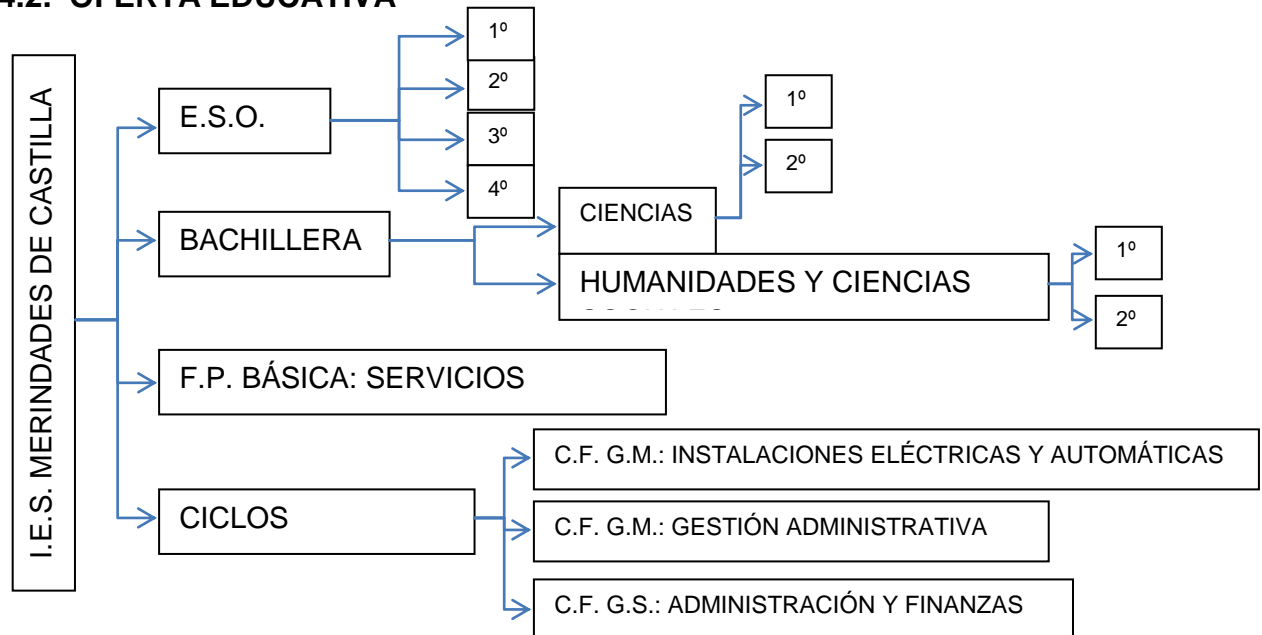 4.2. OFERTA EDUCATIVA
I.E.S. MERINDADES DE CASTILLA
E.S.O.
1º
2º
3º
4º
BACHILLERA
CIENCIAS
1º
2º
HUMANIDADES Y CIENCIAS
1º
2º
F.P. BÁSICA: SERVICIOS
CICLOS
C.F. G.M.: INSTALACIONES ELÉCTRICAS Y AUTOMÁTICAS
C.F. G.M.: GESTIÓN ADMINISTRATIVA
C.F. G.S.: ADMINISTRACIÓN Y FINANZAS